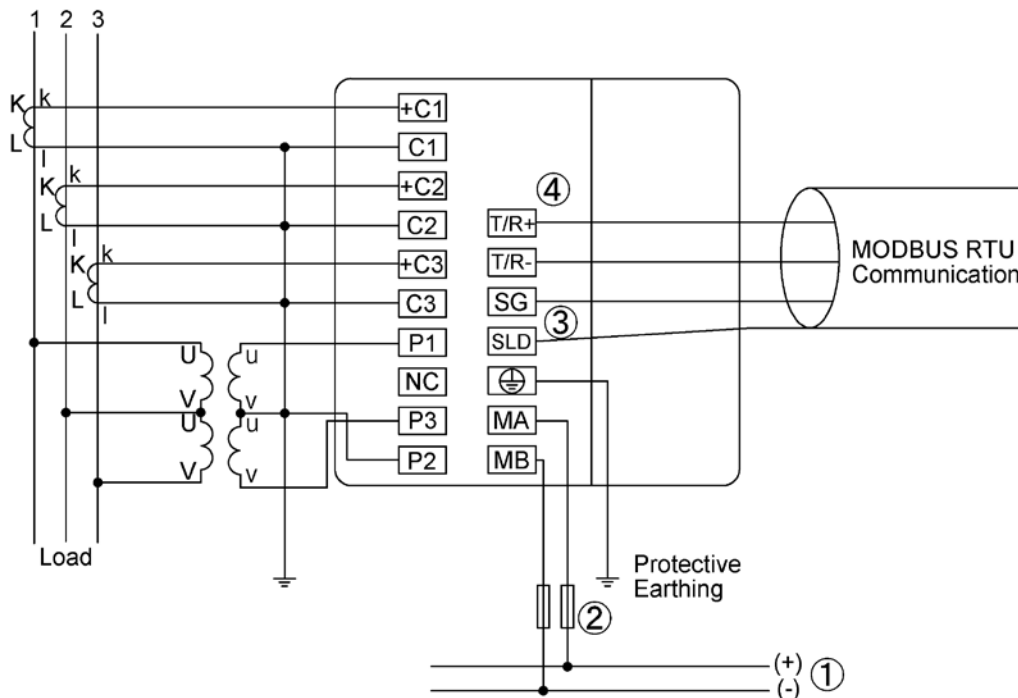 1 2 3
K k
+C1
L l
C1
K k
+C2
L l
C2
K k
+C3
L l
C3
U u
P1
V v
NC
U u
P3
V v
P2
④
T/R+
T/R-
SG
③
SLD
MA
MB
MODBUS RTU
Communication
Load
Protective
Earthing
②
(+)
(-)
①